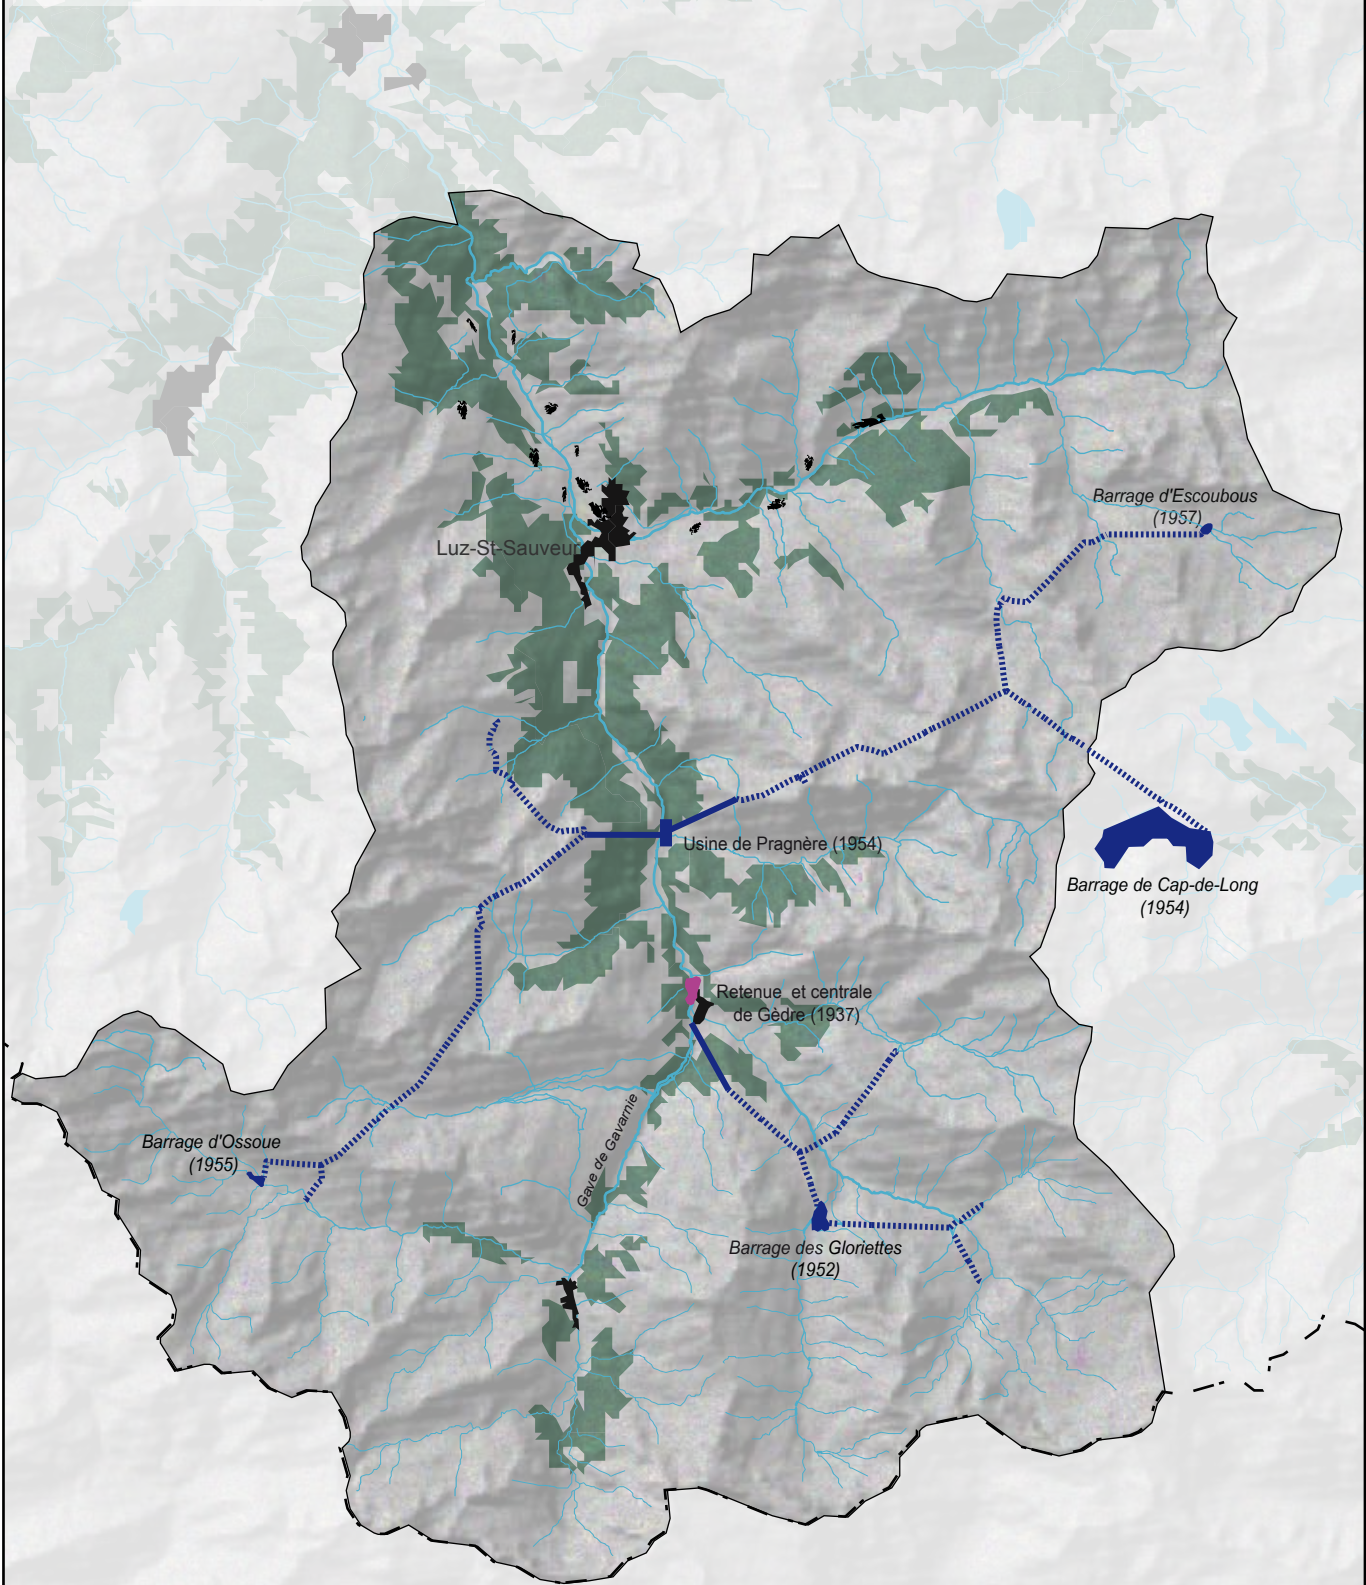 Barrage d'Escoubous
(1957)
Luz-St-Sauveur
Usine de Pragnère (1954)
Barrage de Cap-de-Long
(1954)
Retenue et centrale
de Gèdre (1937)
Gave de Gavarnie
Barrage d'Ossoue
(1955)
Barrage des Gloriettes
(1952)